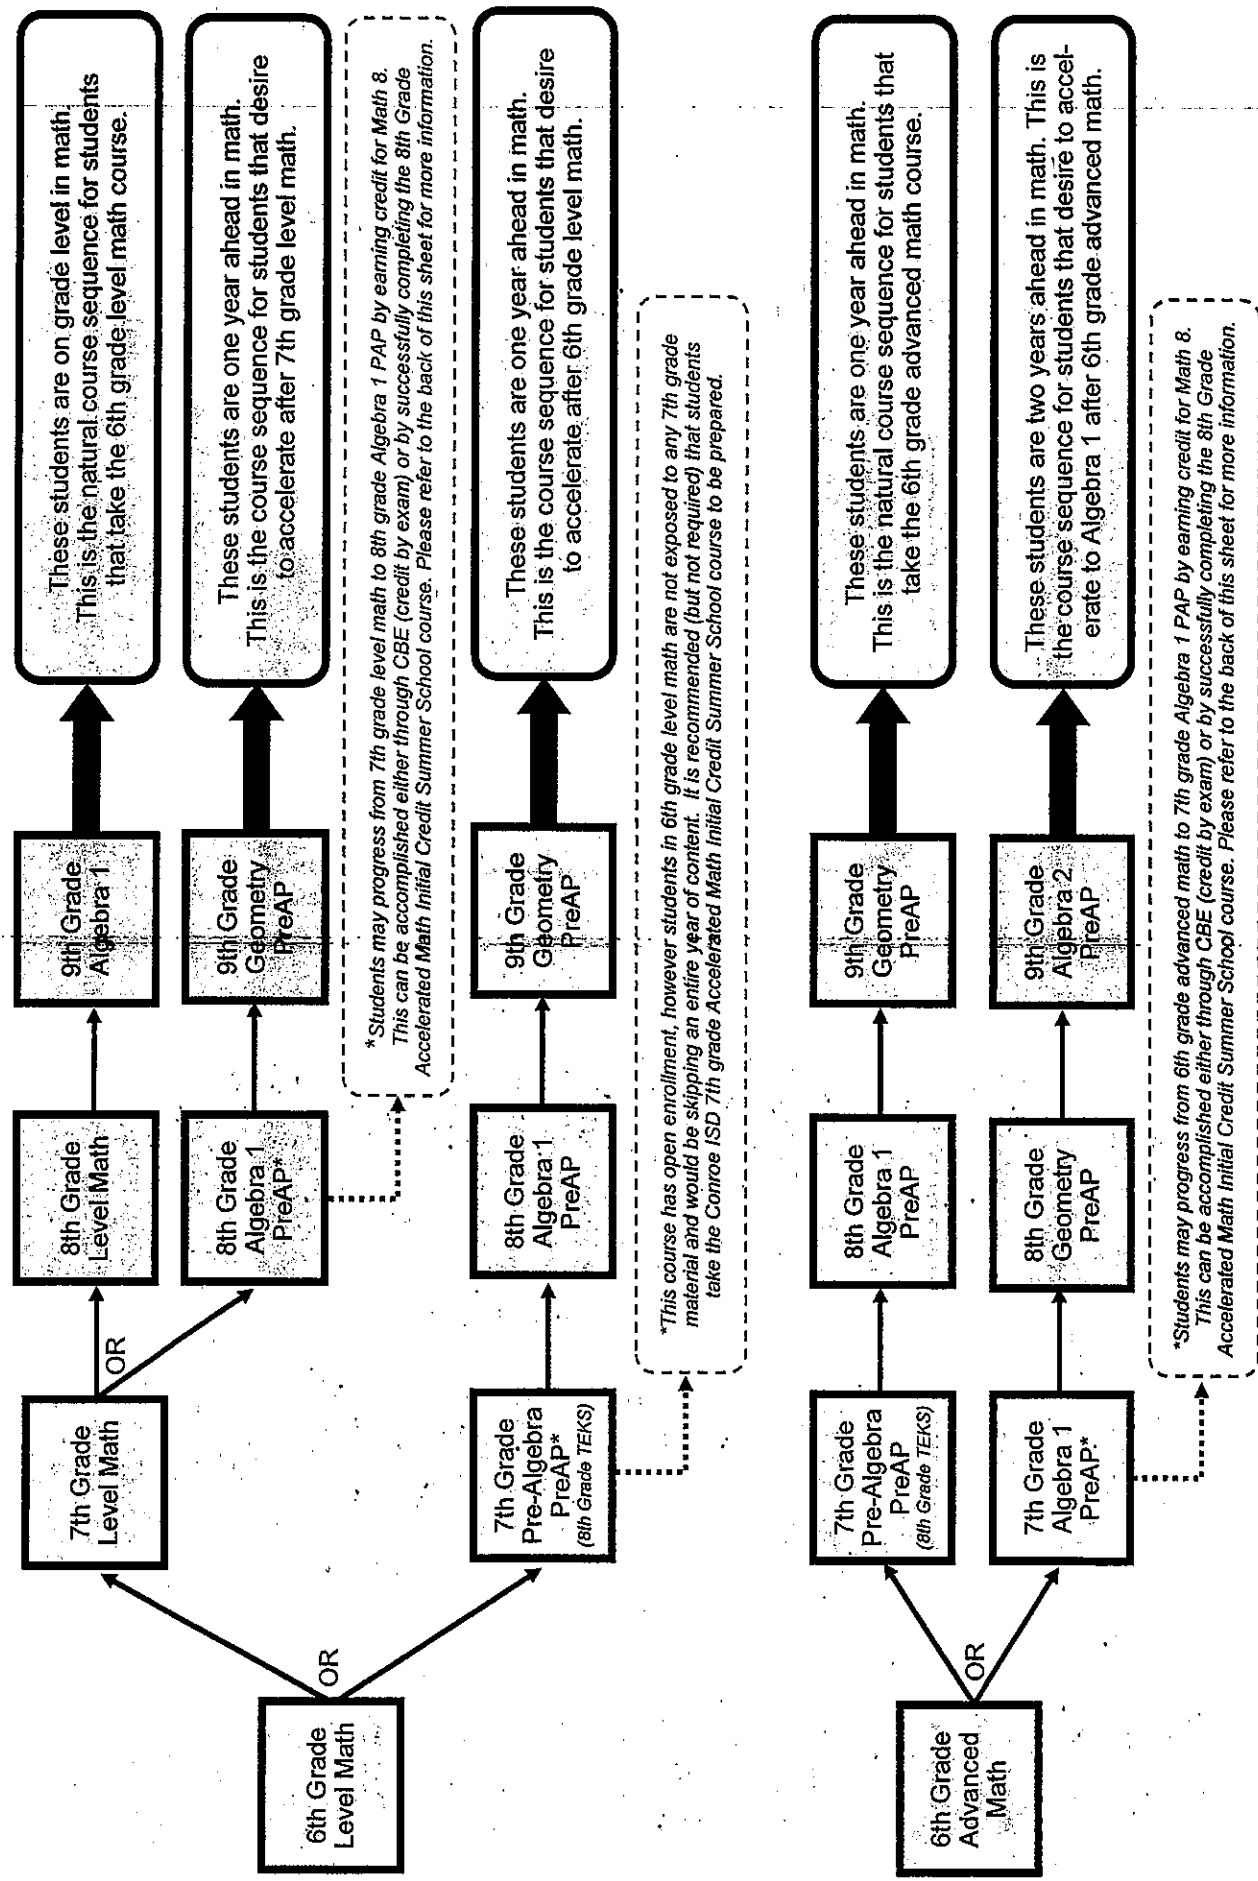 6th Grade
Level Math
OR
7th Grade
Level Math
OR
8th Grade
Level Math
9th Grade
Algebra 1
These students are on grade level in math.
This is the natural course sequence for students
that take the 6th grade level math course.
8th Grade
Algebra 1
PreAP*
9th Grade
Geometry
PreAP
These students are one year ahead in math.
This is the course sequence for students that desire
to accelerate after 7th grade level math.
*Students may progress from 7th grade level math to 8th grade Algebra 1 PAP by earning credit for Math 8.
This can be accomplished either through CBE (credit by exam) or by successfully completing the 8th Grade
Accelerated Math Initial Credit Summer School course. Please refer to the back of this sheet for more information.
7th Grade
Pre-Algebra
PreAP*
(8th Grade TEKS)
8th Grade
Algebra 1
PreAP
9th Grade
Geometry
PreAP
These students are one year ahead in math.
This is the course sequence for students that desire
to accelerate after 6th grade level math.
*This course has open enrollment, however students in 6th grade level math are not exposed to any 7th grade
material and would be skipping an entire year of content. It is recommended (but not required) that students
take the Conroe ISD 7th grade Accelerated Math Initial Credit Summer School course to be prepared.
6th Grade
Advanced
Math
OR
7th Grade
Pre-Algebra
PreAP
(8th Grade TEKS)
8th Grade
Algebra 1
PreAP
9th Grade
Geometry
PreAP
These students are one year ahead in math.
This is the natural course sequence for students that
take the 6th grade advanced math course.
7th Grade
Algebra 1
PreAP*
8th Grade
Geometry
PreAP
9th Grade
Algebra 2
PreAP
These students are two years ahead in math. This is
the course sequence for students that desire to accel-
erate to Algebra 1 after 6th grade advanced math.
*Students may progress from 6th grade advanced math to 7th grade Algebra 1 PAP by earning credit for Math 8.
This can be accomplished either through CBE (credit by exam) or by successfully completing the 8th Grade
Accelerated Math Initial Credit Summer School course. Please refer to the back of this sheet for more information.